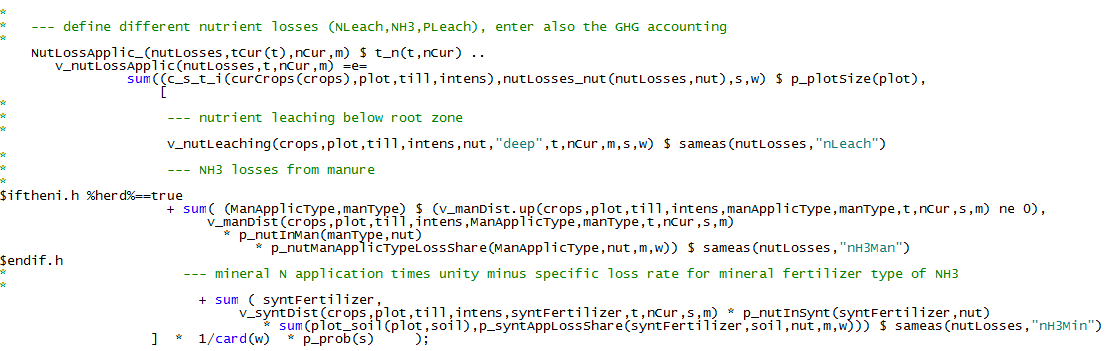 *
*   --- define different nutrient losses (NLeach,NH3,PLeach), enter also the GHG accounting
*
NutLossApplic_(nutLosses,tCur(t),nCur,m) $ t_n(t,nCur) ..
v_nutLossApplic(nutLosses,t,nCur,m) =e=
sum((c_s_t_i(curCrops(crops),plot,till,intens),nutLosses_nut(nutLosses,nut),s,w) $ p_plotsize(plot),
[
*
*                    --- nutrient leaching below root zone
*
v_nutLeaching(crops,plot,till,intens,nut,"deep",t,nCur,m,s,w) $ sameas(nutLosses,"nLeach")
*
*                    --- NH3 losses from manure
*
$iftheni.h %herd%==true
+ sum( (ManApplicType,manType) $ (v_manDist.up(crops,plot,till,intens,manApplicType,manType,t,nCur,s,m) ne 0),
v_manDist(crops,plot,till,intens,ManApplicType,manType,t,nCur,s,m)
* p_nutInMan(manType,nut)
* p_nutManApplicTypeLossShare(ManApplicType,nut,m,w)) $ sameas(nutLosses,"nH3Man")
$endif.h
*                      --- mineral N application times unity minus specific loss rate for mineral fertilizer type of NH3
*
+ sum ( syntFertilizer,
v_syntDist(crops,plot,till,intens,syntFertilizer,t,nCur,s,m) * p_nutInSynt(syntFertilizer,nut)
* sum(plot_soil(plot,soil),p_syntAppLossShare(syntFertilizer,soil,nut,m,w))) $ sameas(nutLosses,"nH3Min")
]  *  1/card(w)  * p_prob(s)     );